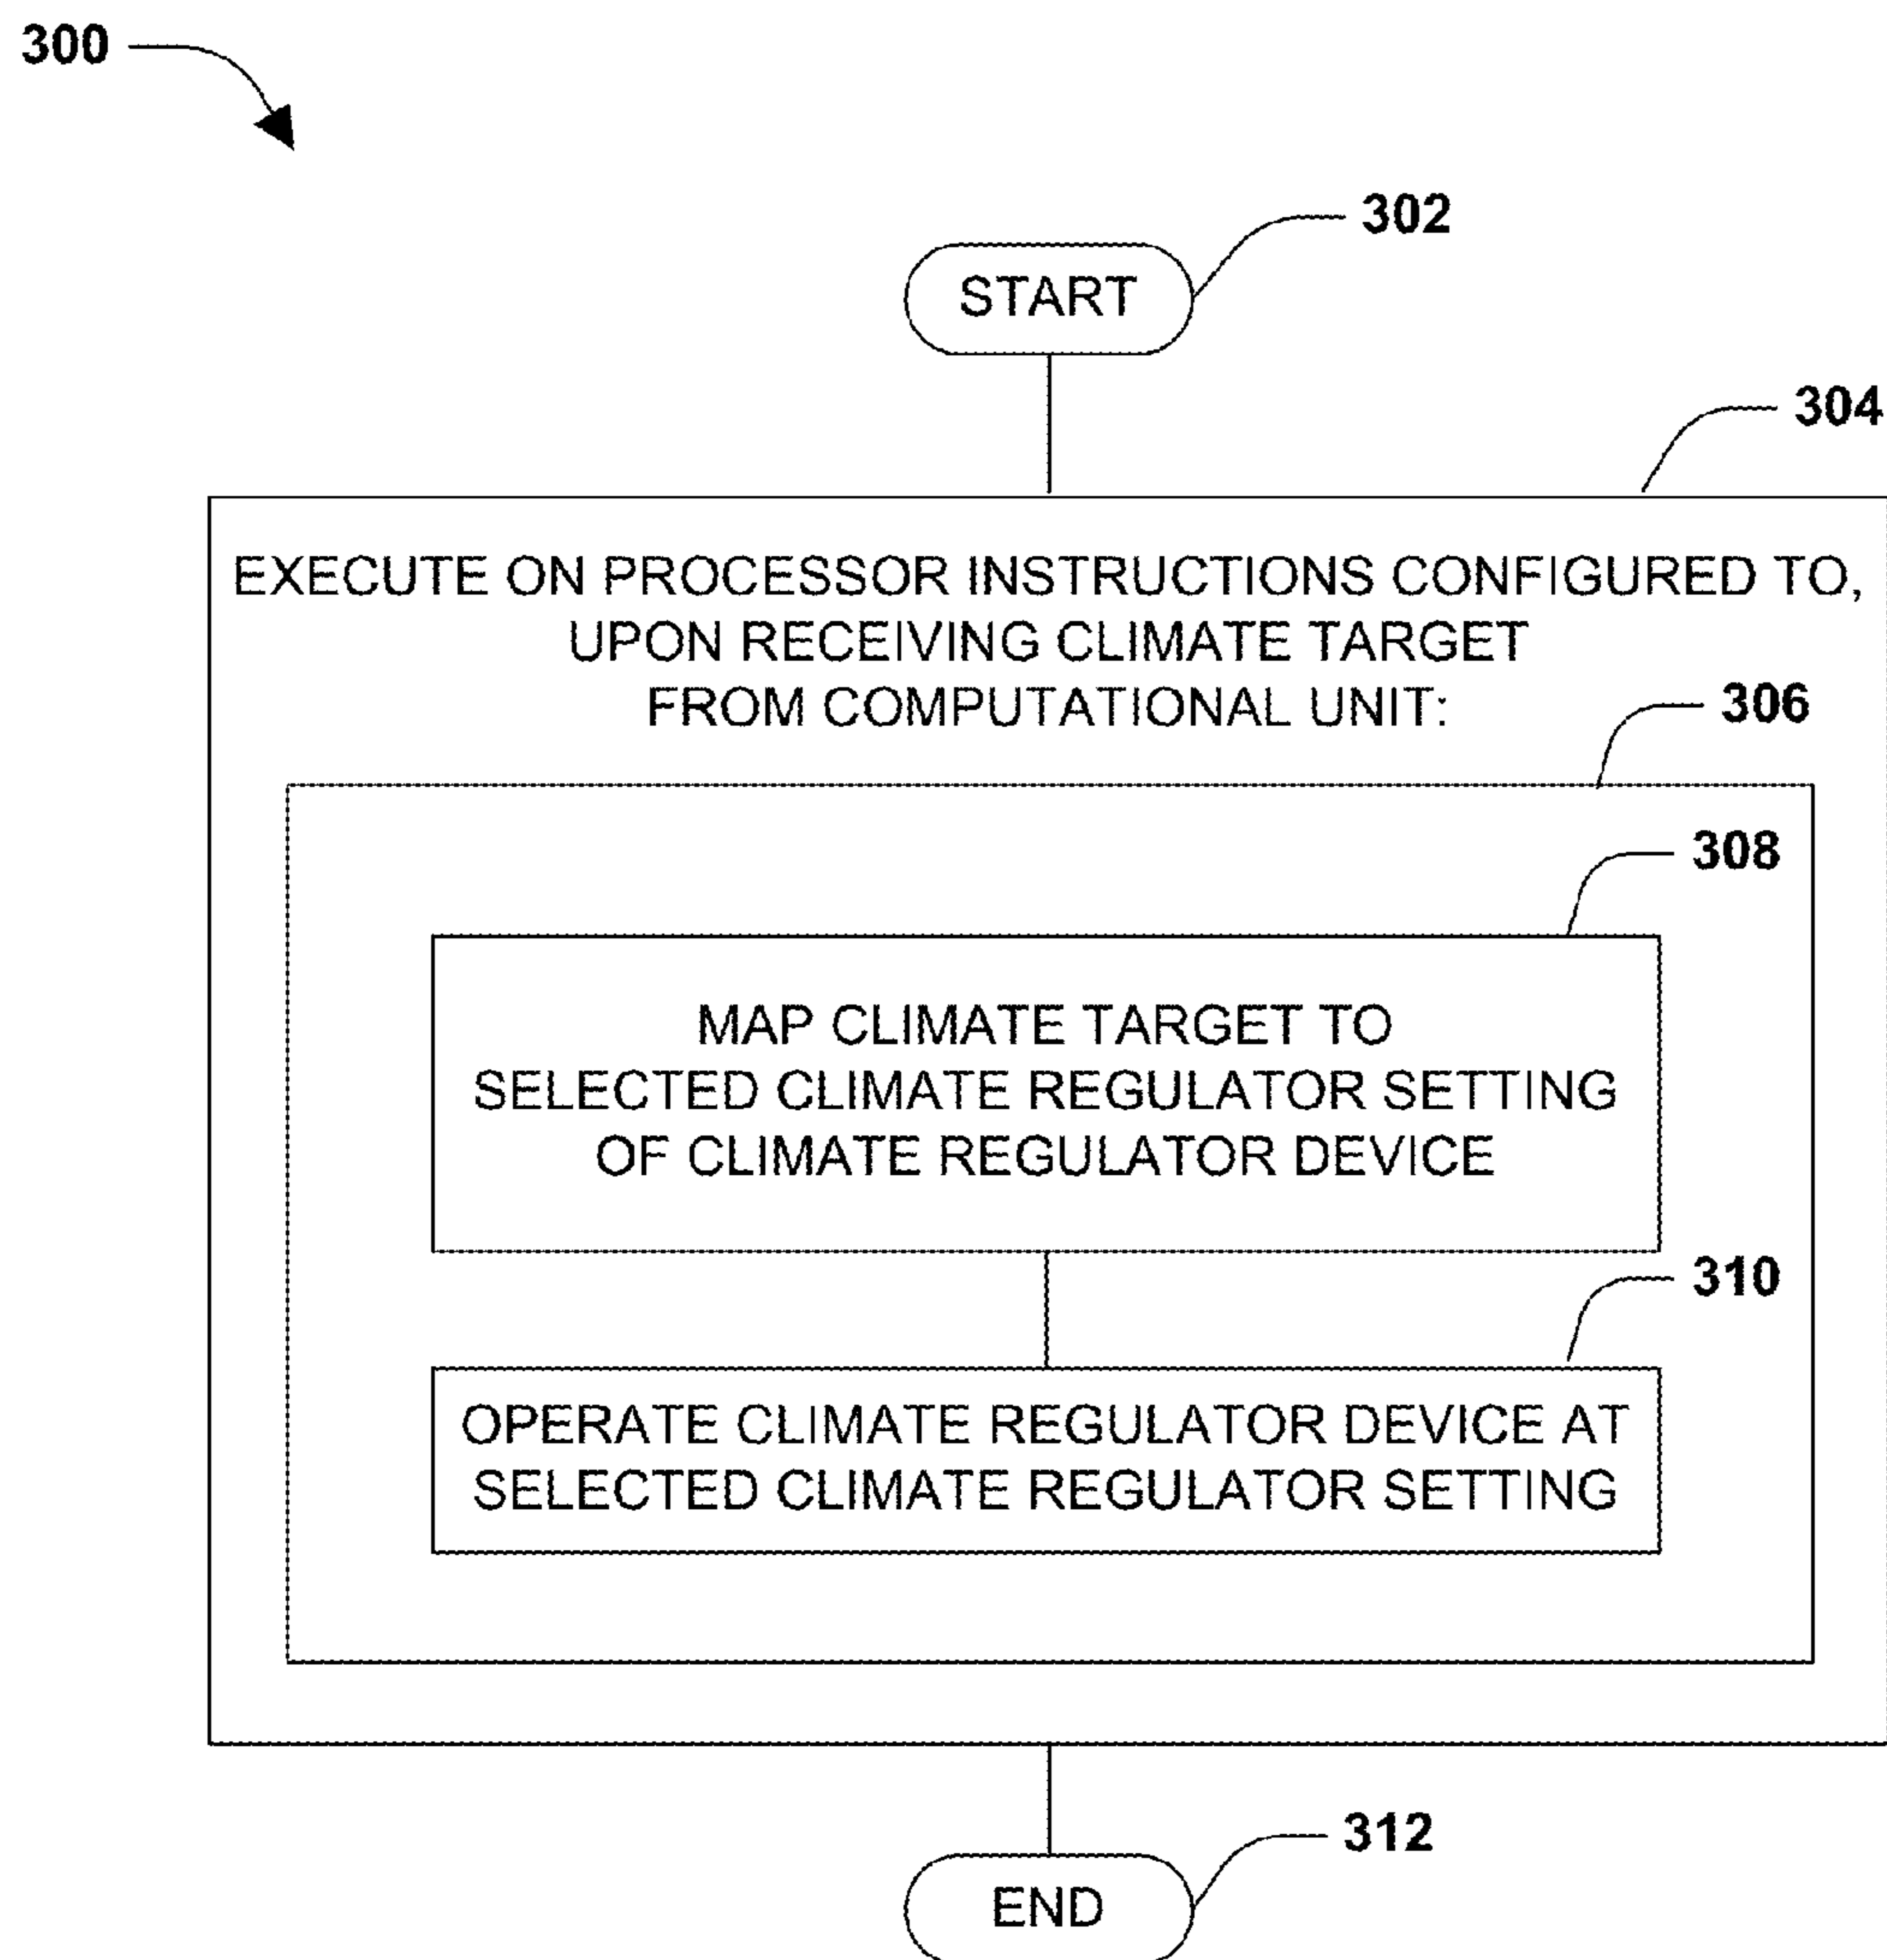 300
302
START
304
EXECUTE ON PROCESSOR INSTRUCTIONS CONFIGURED TO,
UPON RECEIVING CLIMATE TARGET
FROM COMPUTATIONAL UNIT:
306
308
MAP CLIMATE TARGET TO
SELECTED CLIMATE REGULATOR SETTING
OF CLIMATE REGULATOR DEVICE
310
OPERATE CLIMATE REGULATOR DEVICE AT
SELECTED CLIMATE REGULATOR SETTING
312
END